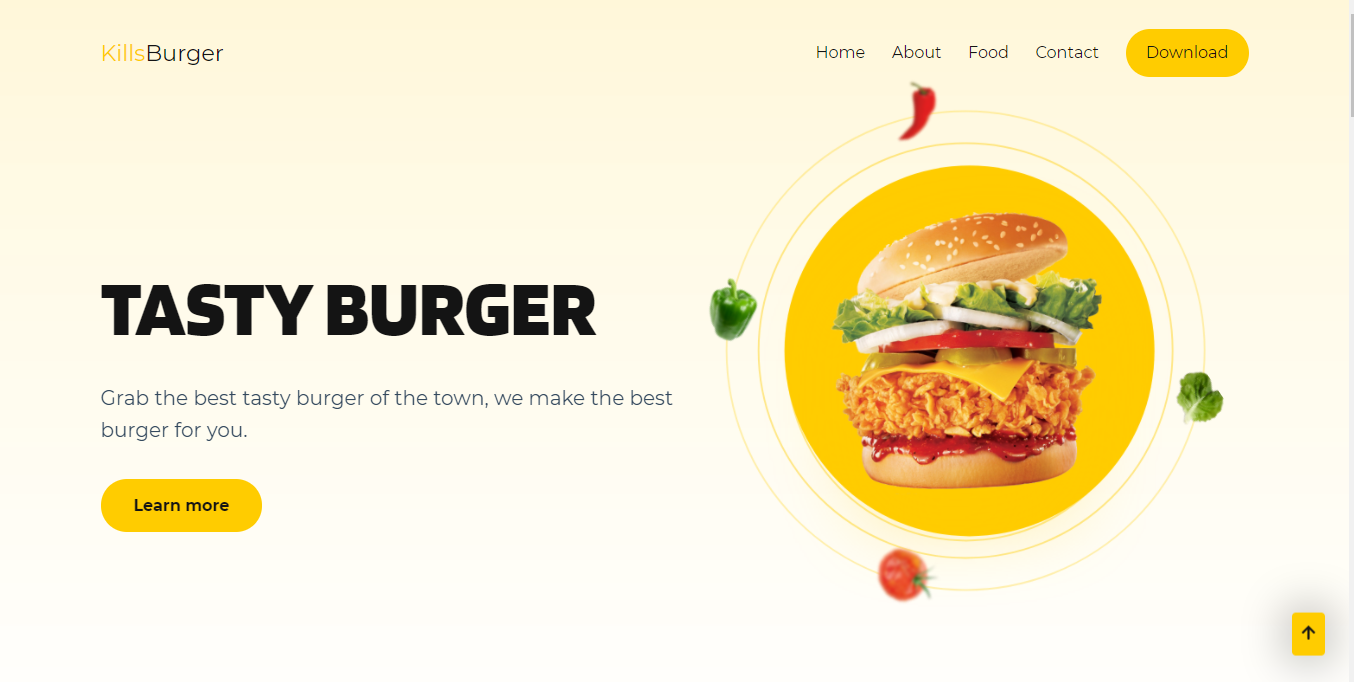 KillsBurger
Home About Food Contact Download
TASTY BURGER
Grab the best tasty burger of the town, we make the best
burger for you.
Learn more